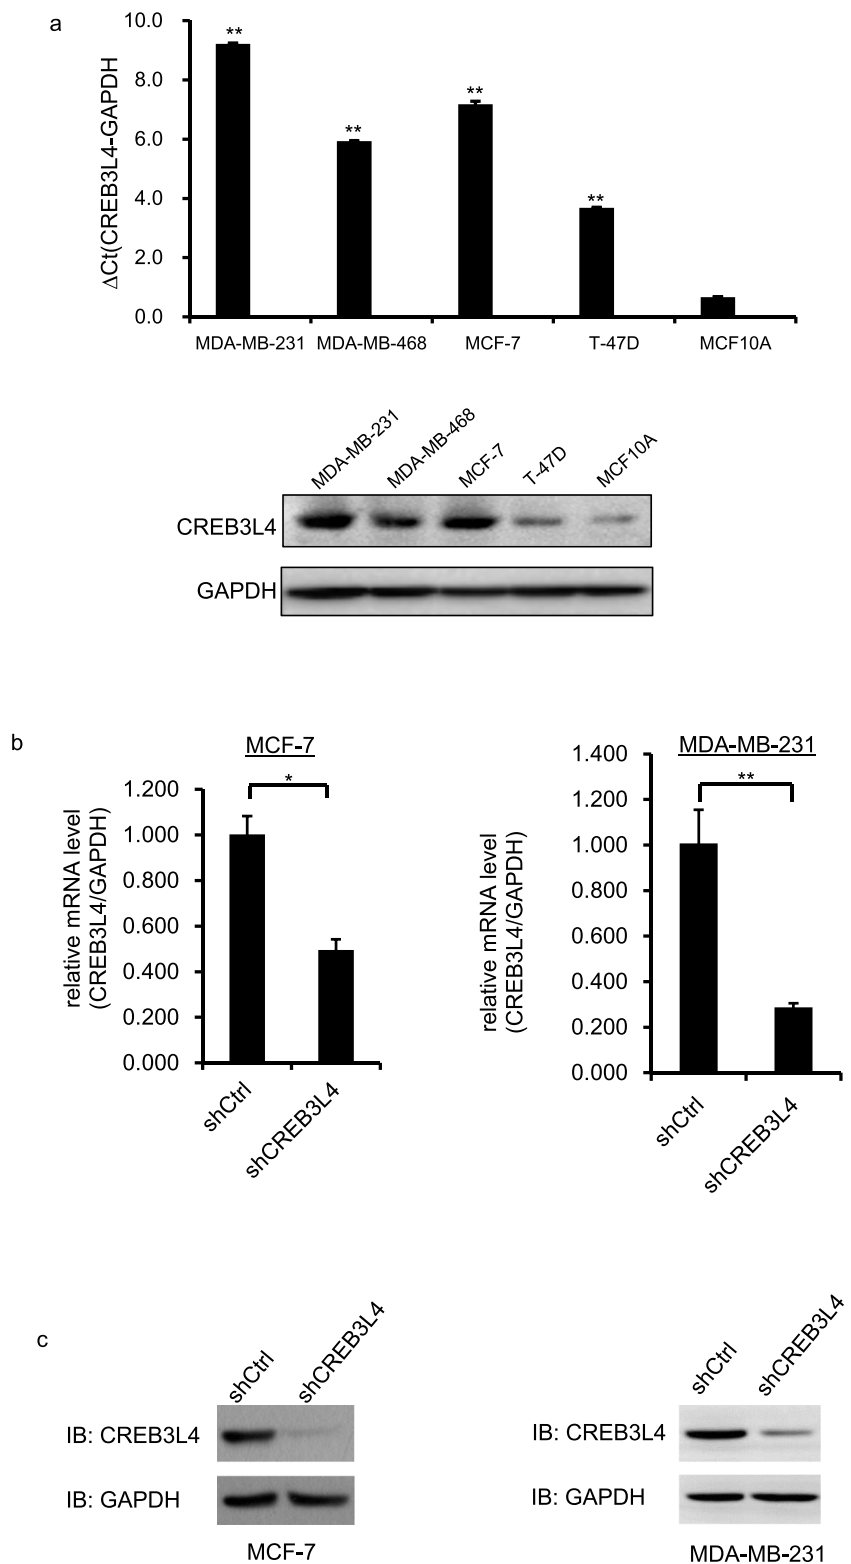 a
ΔCt(CREB3L4-GAPDH
10.0
8.0
6.0
4.0
2.0
0.0
**
**
**
**
MDA-MB-231 MDA-MB-468 MCF-7 T-47D MCF10A
MDA-MB-231 MDA-MB-468 MCF-7 T-47D MCF10A
CREB3L4
GAPDH
b
MCF-7
relative mRNA level
(CREB3L4/GAPDH)
1.200
1.000
0.800
0.600
0.400
0.200
0.000
*
shCtrl
shCREB3L4
MDA-MB-231
relative mRNA level
(CREB3L4/GAPDH)
1.400
1.200
1.000
0.800
0.600
0.400
0.200
0.000
**
shCtrl
shCREB3L4
c
shCtrl
shCREB3L4
IB: CREB3L4
IB: GAPDH
MCF-7
shCtrl
shCREB3L4
IB: CREB3L4
IB: GAPDH
MDA-MB-231